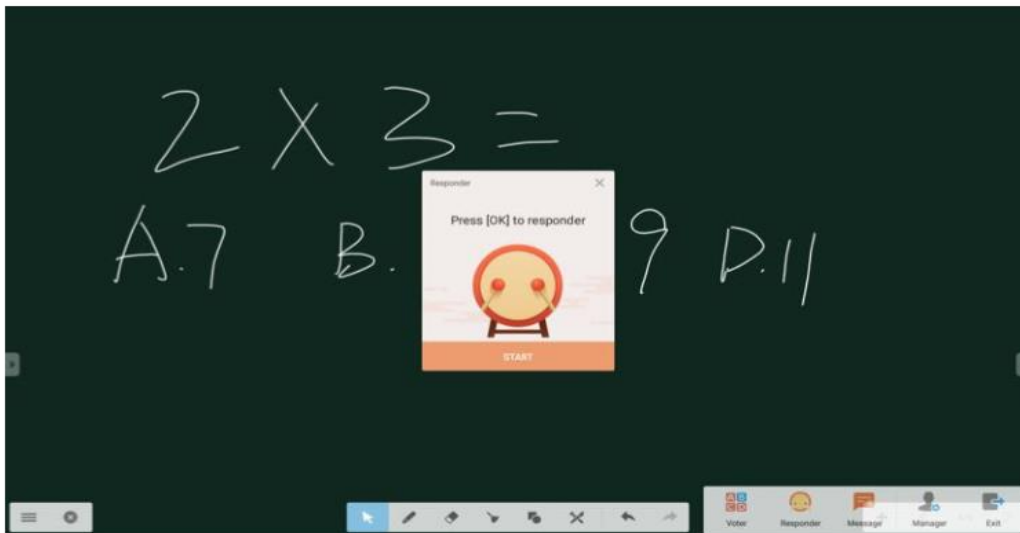 2 X 3 =
A.7 B. 9 D.11
Responder
Press [OK] to responder
START
Voter Responder Message Manager Exit